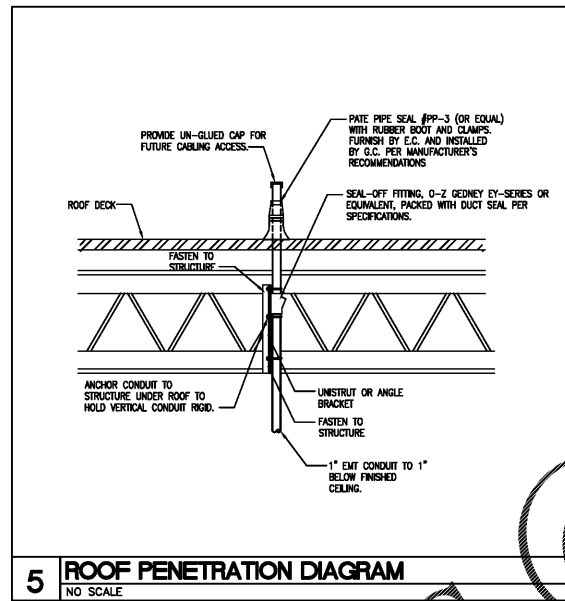 PROVIDE UN-GLUED CAP FOR
FUTURE CABLING ACCESS.
PATE PIPE SEAL #PP-3 (OR EQUAL)
WITH RUBBER BOOT AND CLAMPS.
FURNISH BY E.C. AND INSTALLED
BY G.C. PER MANUFACTURER'S
RECOMMENDATIONS
SEAL-OFF FITTING, O-Z GEDNEY EY-SERIES OR
EQUIVALENT, PACKED WITH DUCT SEAL PER
SPECIFICATIONS.
ROOF DECK
FASTEN TO
STRUCTURE
ANCHOR CONDUIT TO
STRUCTURE UNDER ROOF TO
HOLD VERTICAL CONDUIT RIGID.
UNISTRUT OR ANGLE
BRACKET
FASTEN TO
STRUCTURE
1" EMT CONDUIT TO 1"
BELOW FINISHED
CEILING.
5 ROOF PENETRATION DIAGRAM
NO SCALE